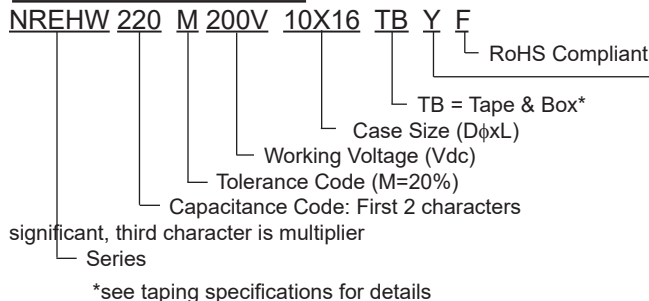 NREHW 220 M 200V 10X16 TB Y F
RoHS Compliant
TB = Tape & Box*
Case Size (DϕxL)
Working Voltage (Vdc)
Tolerance Code (M=20%)
Capacitance Code: First 2 characters
significant, third character is multiplier
Series
*see taping specifications for details